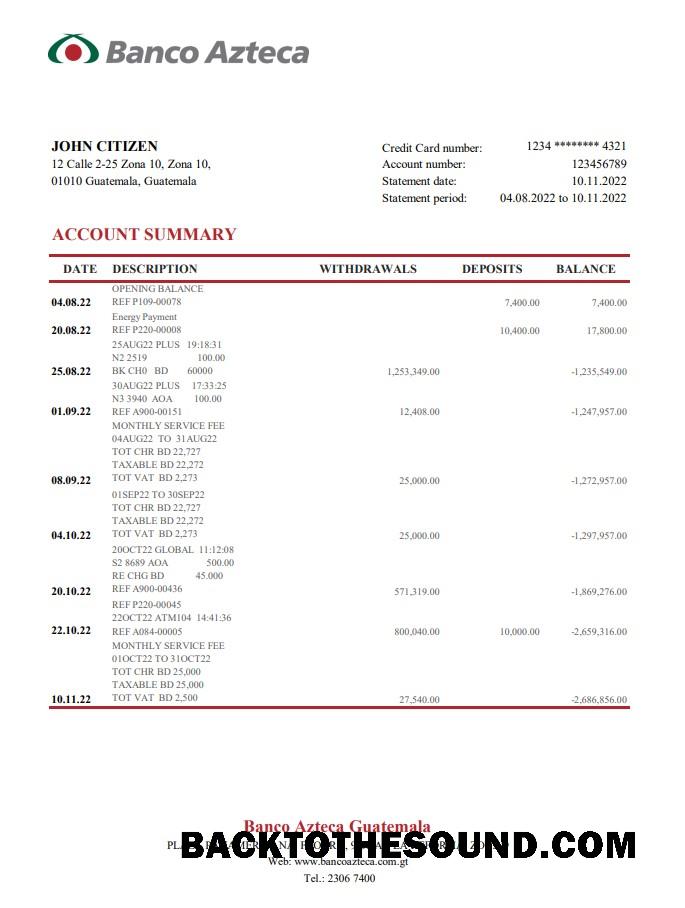 Banco Azteca
JOHN CITIZEN
12 Calle 2-25 Zona 10, Zona 10,
01010 Guatemala, Guatemala
Credit Card number: 1234 ******** 4321
Account number: 123456789
Statement date: 10.11.2022
Statement period: 04.08.2022 to 10.11.2022
ACCOUNT SUMMARY
DATE DESCRIPTION WITHDRAWALS DEPOSITS BALANCE
OPENING BALANCE
04.08.22 REF P109-00078 7,400.00 7,400.00
Energy Payment
20.08.22 REF P220-00008 10,400.00 17,800.00
25AUG22 PLUS 19:18:31
N2 2519 100.00
25.08.22 BK CH0 BD 60000 1,253,349.00 -1,235,549.00
30AUG22 PLUS 17:33:25
N3 3940 AOA 100.00
01.09.22 REF A900-00151 12,408.00 -1,247,957.00
MONTHLY SERVICE FEE
04AUG22 TO 31AUG22
TOT CHR BD 22,727
TAXABLE BD 22,272
08.09.22 TOT VAT BD 2,273 25,000.00 -1,272,957.00
01SEP22 TO 30SEP22
TOT CHR BD 22,727
TAXABLE BD 22,272
04.10.22 TOT VAT BD 2,273 25,000.00 -1,297,957.00
20OCT22 GLOBAL 11:12:08
S2 8689 AOA 500.00
RE CHG BD 45.000
20.10.22 REF A900-00436 571,319.00 -1,869,276.00
REF P220-00045
22OCT22 ATM104 14:41:36
22.10.22 REF A084-00005 800,040.00 10,000.00 -2,659,316.00
MONTHLY SERVICE FEE
01OCT22 TO 31OCT22
TOT CHR BD 25,000
TAXABLE BD 25,000
10.11.22 TOT VAT BD 2,500 27,540.00 -2,686,856.00
Banco Azteca Guatemala
BACKTOTHESOUND.COM
Web: www.bancoazteca.com.gt
Tel.: 2306 7400